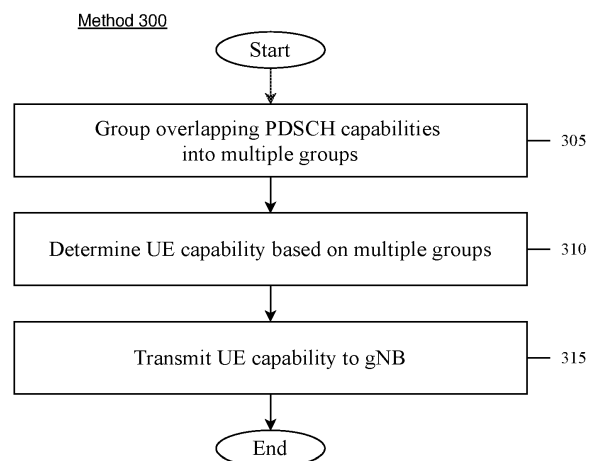 Method 300
Start
Group overlapping PDSCH capabilities
into multiple groups
305
Determine UE capability based on multiple groups
310
Transmit UE capability to gNB
315
End